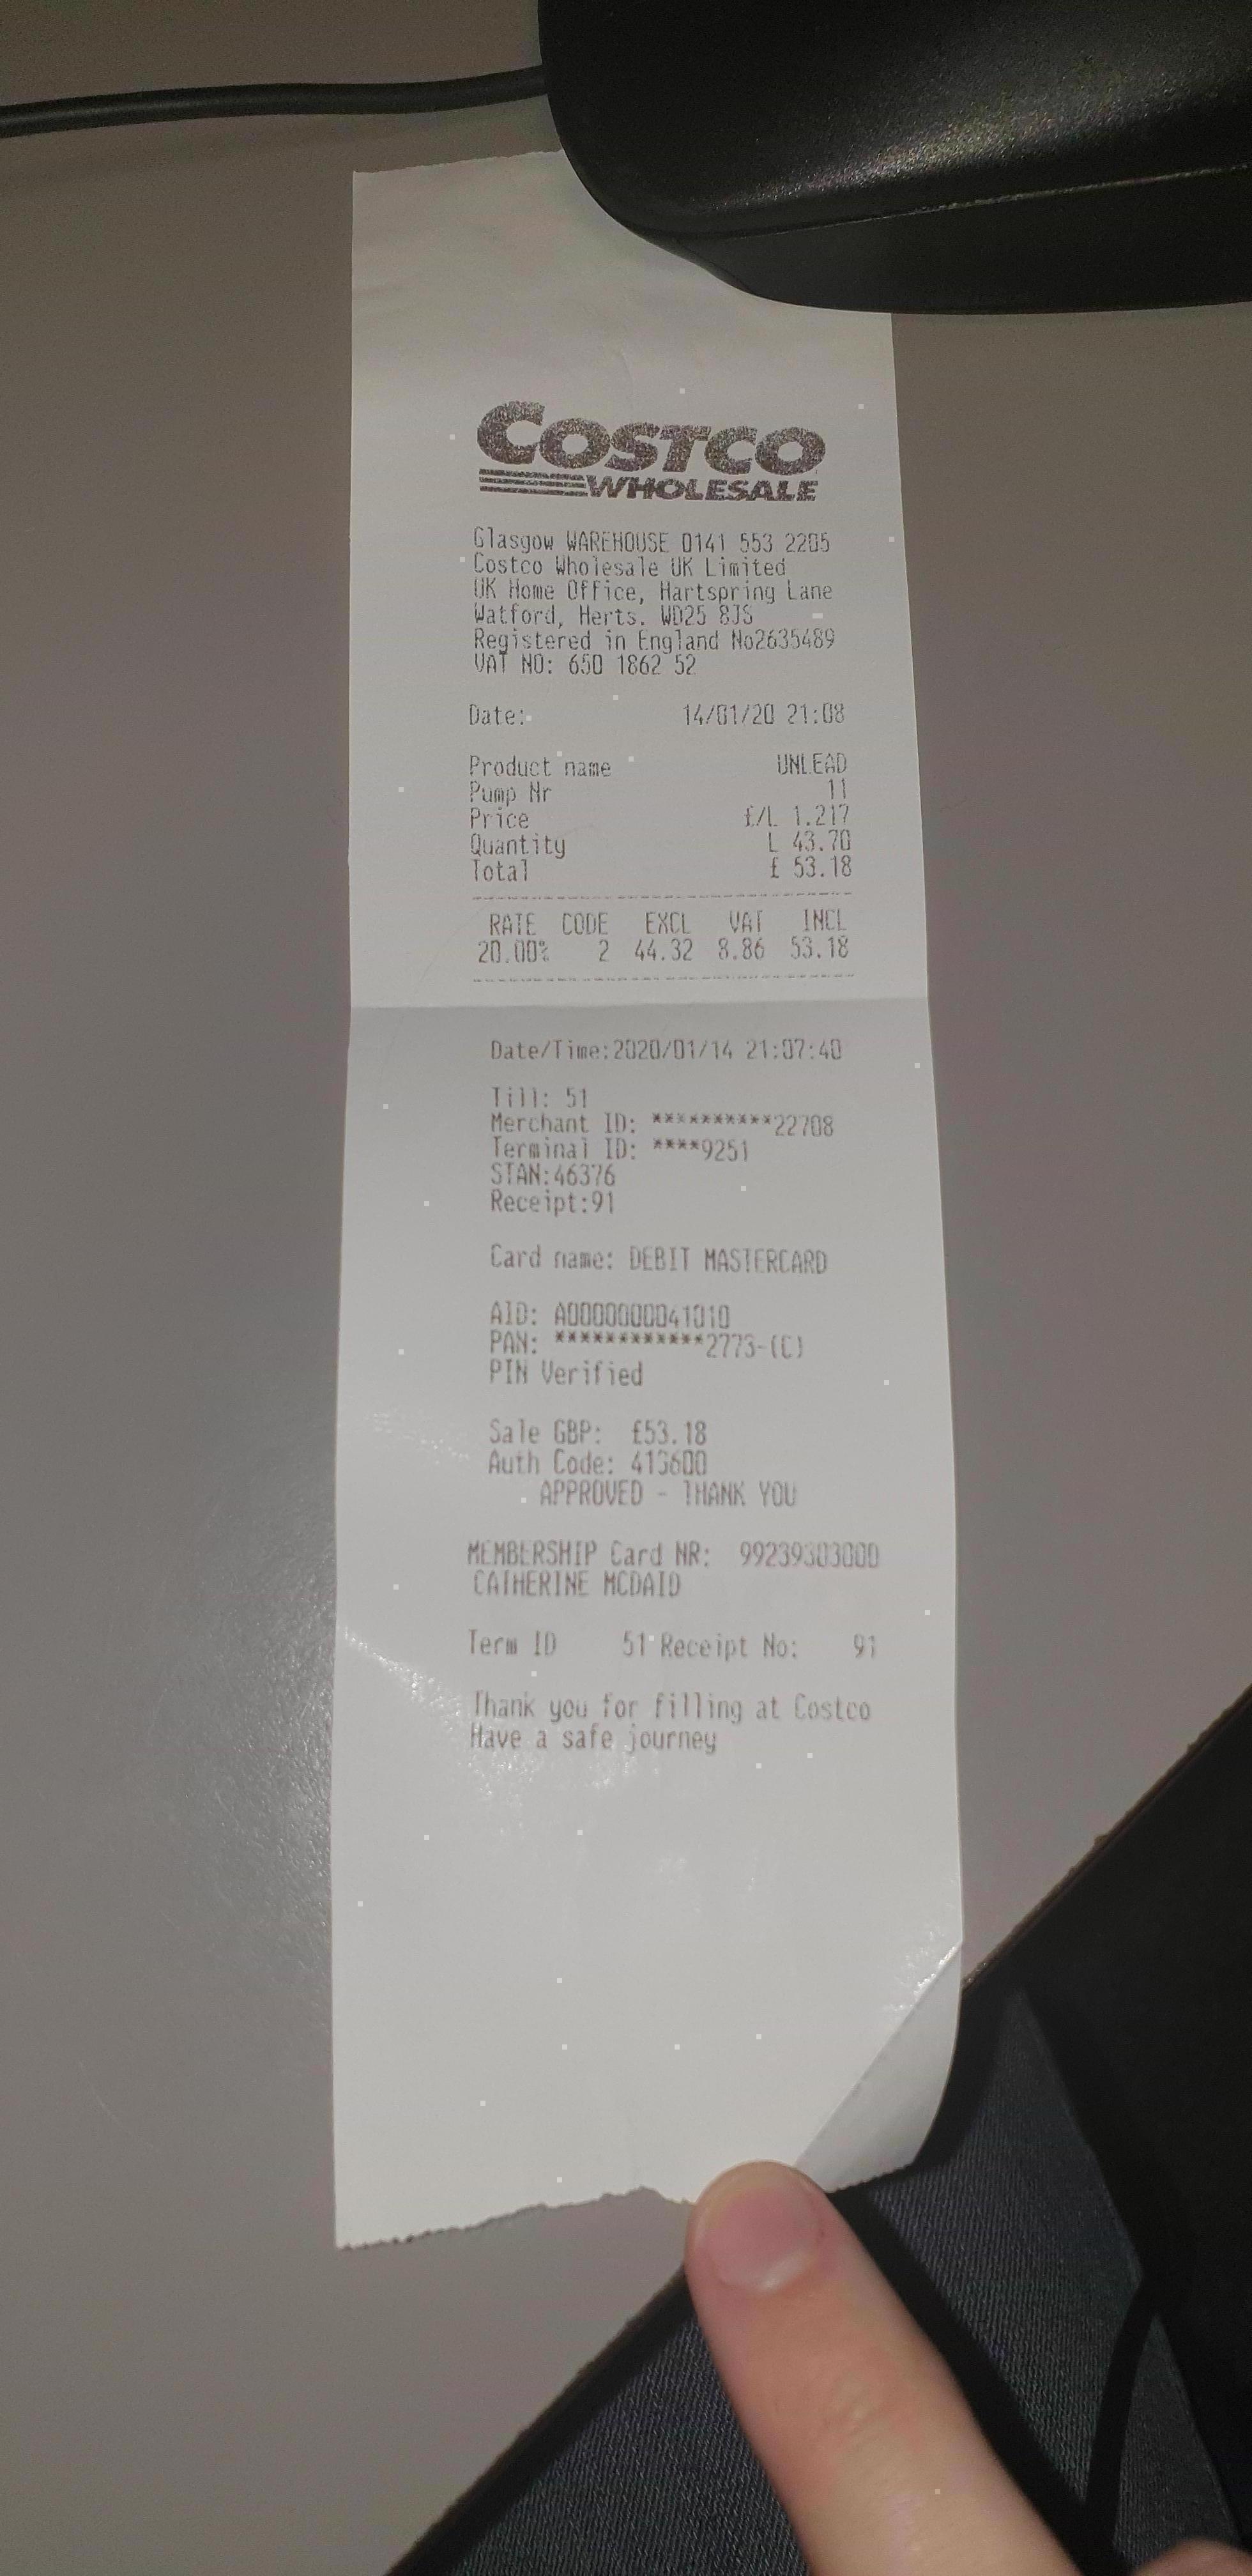 COSTCO
WHOLESALE
Glasgow WAREHOUSE 0141 553 2205
Costco Wholesale UK Limited
UK Home Office, Hartspring Lane
Watford, Herts. WD25 8JS
Registered in England No2635489
VAT NO: 650 1862 52
Date: 14/01/20 21:08
Product name UNLEAD
Pump Nr 11
Price £/L 1.217
Quantity L 43.70
Total £ 53.18
RATE CODE EXCL VAT INCL
20.00% 2 44.32 8.86 53.18
Date/Time:2020/01/14 21:07:40
Till: 51
Merchant ID: **********22708
Terminal ID: ****9251
STAN:46376
Receipt:91
Card name: DEBIT MASTERCARD
AID: A0000000041010
PAN: ************2773-(C)
PIN Verified
Sale GBP: £53.18
Auth Code: 413600
APPROVED - THANK YOU
MEMBERSHIP Card NR: 99239303000
CATHERINE MCDAID
Term ID 51 Receipt No: 91
Thank you for filling at Costco
Have a safe journey